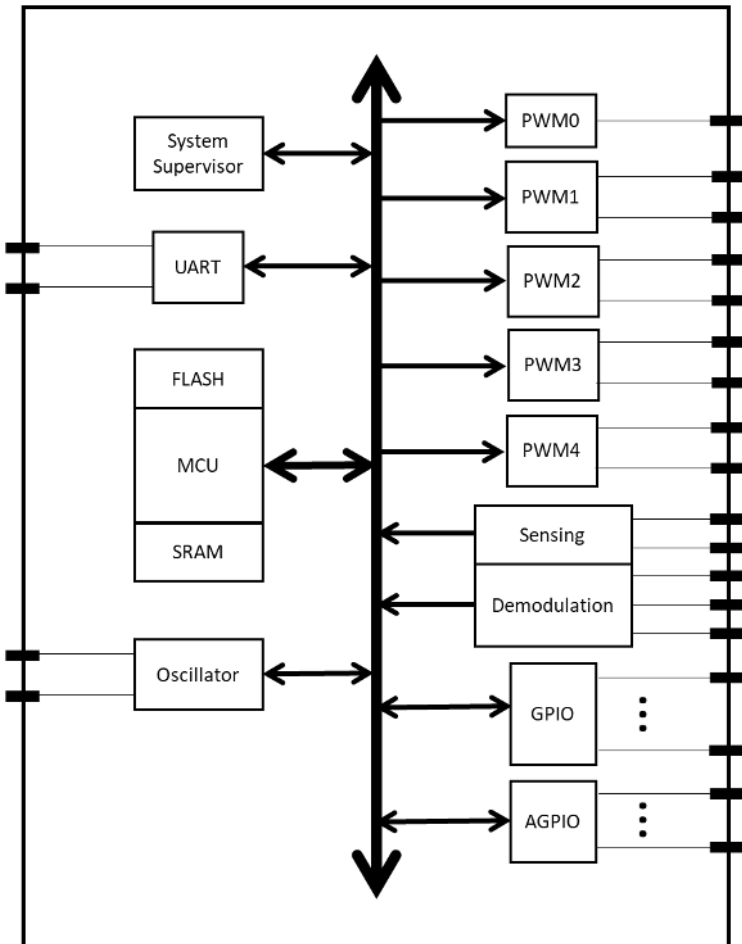 System
Supervisor
UART
FLASH
MCU
SRAM
Oscillator
PWM0
PWM1
PWM2
PWM3
PWM4
Sensing
Demodulation
GPIO
AGPIO